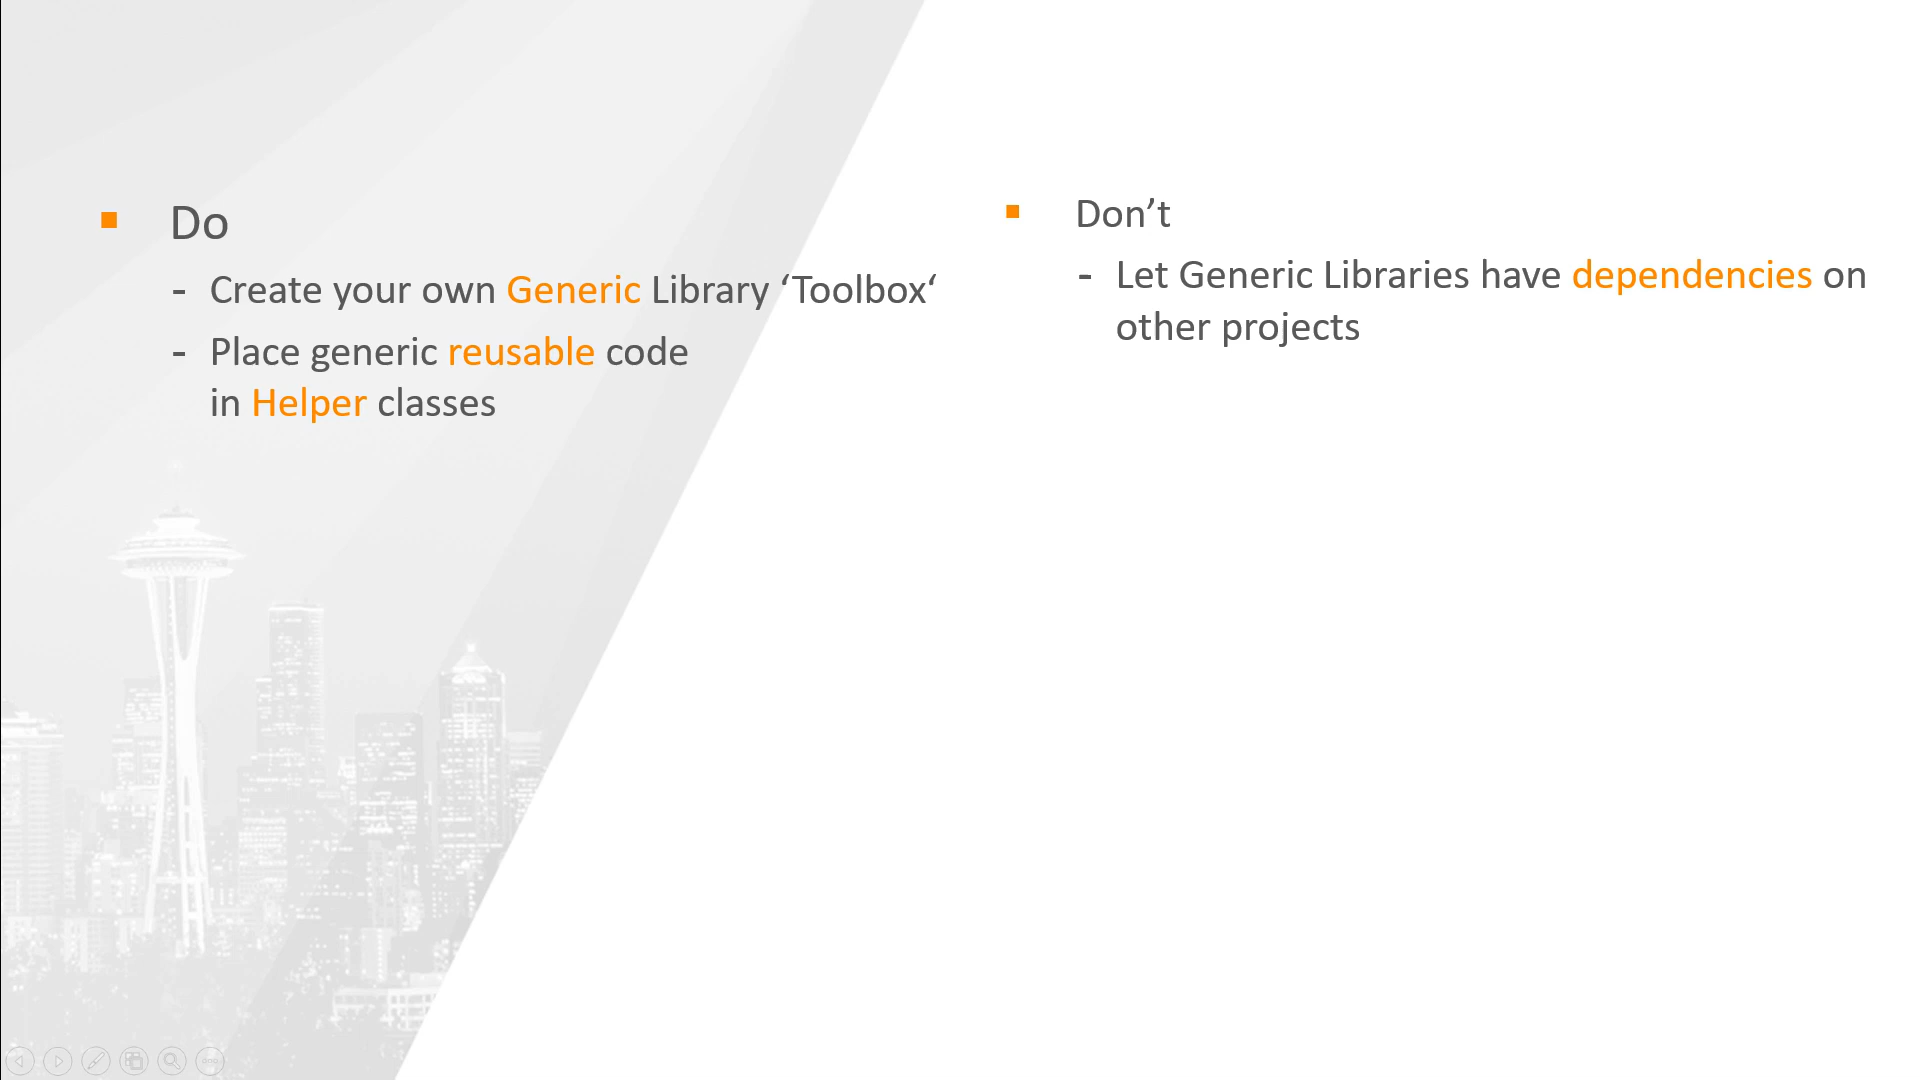 Do
- Create your own Generic Library ‘Toolbox‘
- Place generic reusable code
in Helper classes
Don’t
- Let Generic Libraries have dependencies on
other projects